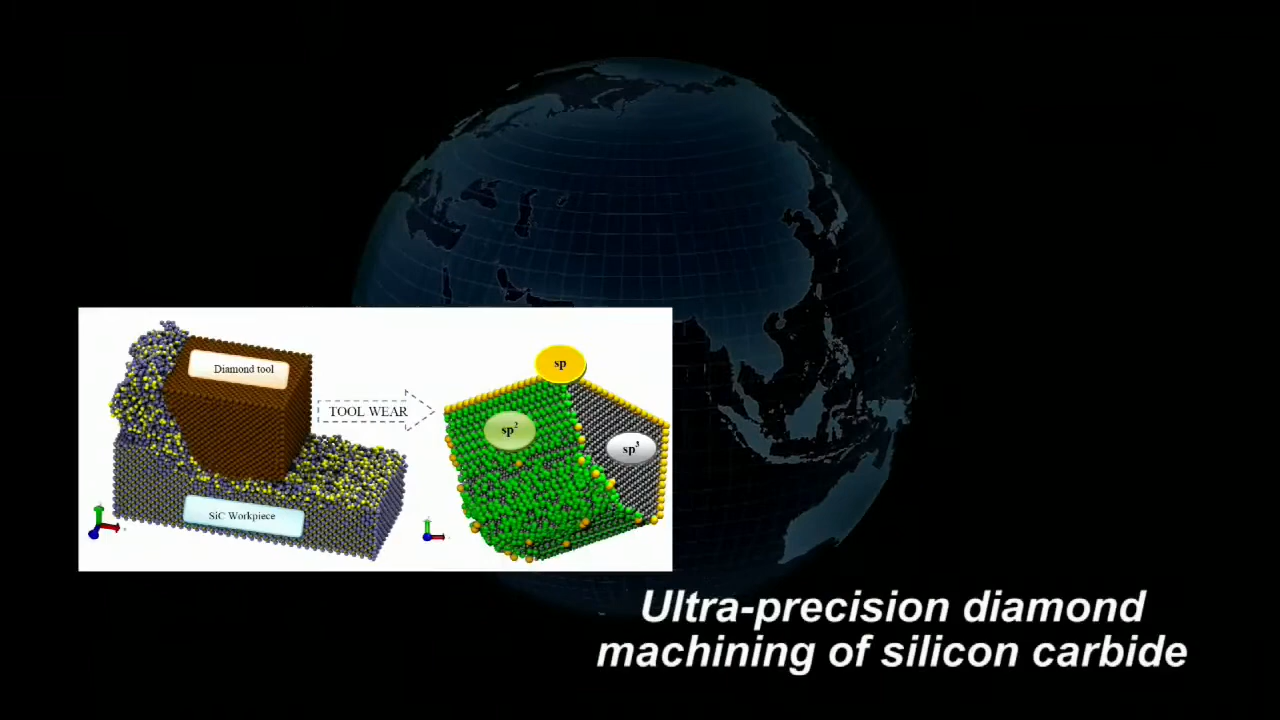 Diamond tool
TOOL WEAR
SiC Workpiece
sp
sp²
sp³
Ultra-precision diamond
machining of silicon carbide